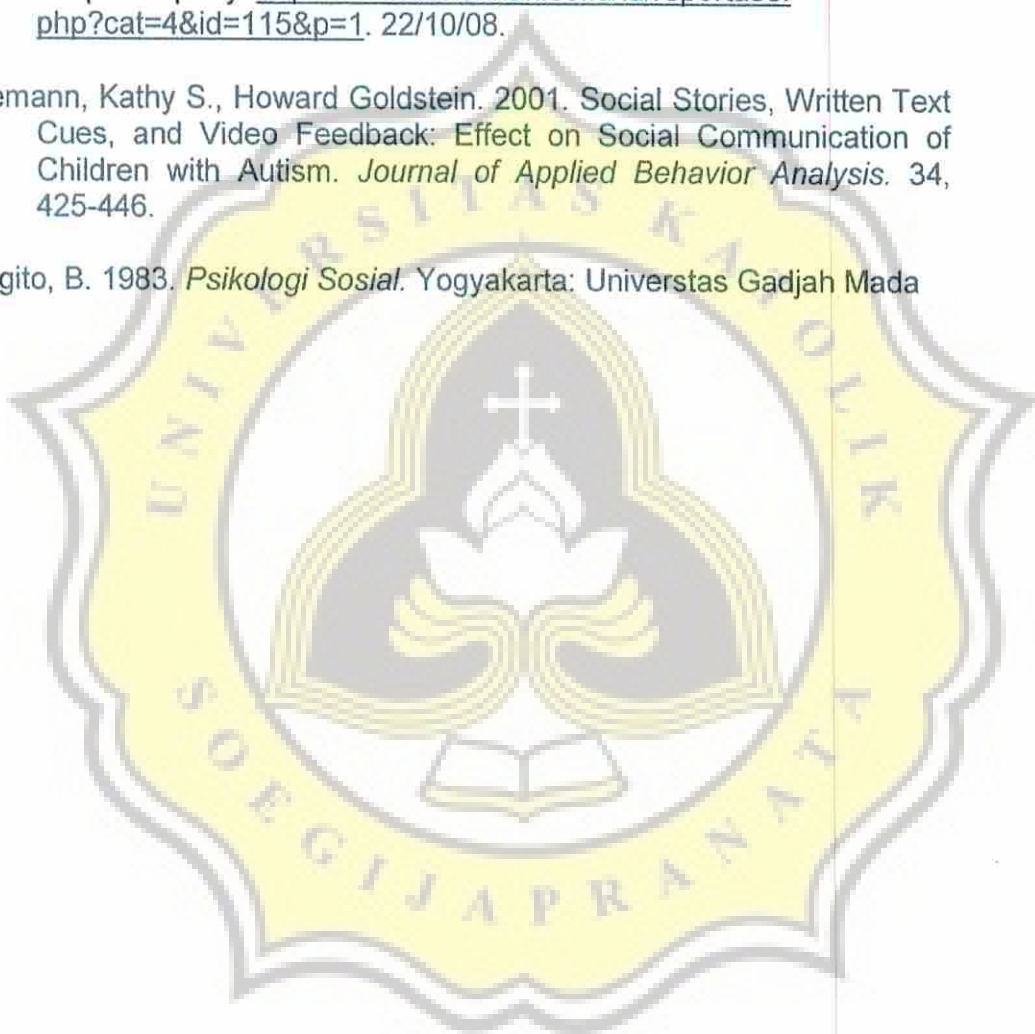 php?cat=4&id=115&p=1. 22/10/08.
emann, Kathy S., Howard Goldstein. 2001. Social Stories, Written Text
Cues, and Video Feedback: Effect on Social Communication of
Children with Autism. Journal of Applied Behavior Analysis. 34,
425-446.
gito, B. 1983. Psikologi Sosial. Yogyakarta: Universtas Gadjah Mada
UNIVERSITAS KATOLIK
SOEGIJAPRANATA